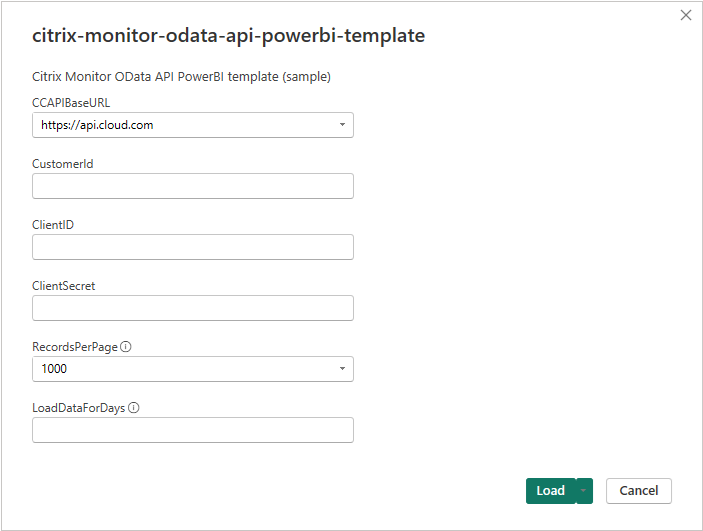 citrix-monitor-odata-api-powerbi-template
Citrix Monitor OData API PowerBI template (sample)
CCAPIBaseURL
https://api.cloud.com
CustomerId
ClientID
ClientSecret
RecordsPerPage
1000
LoadDataForDays
Load
Cancel